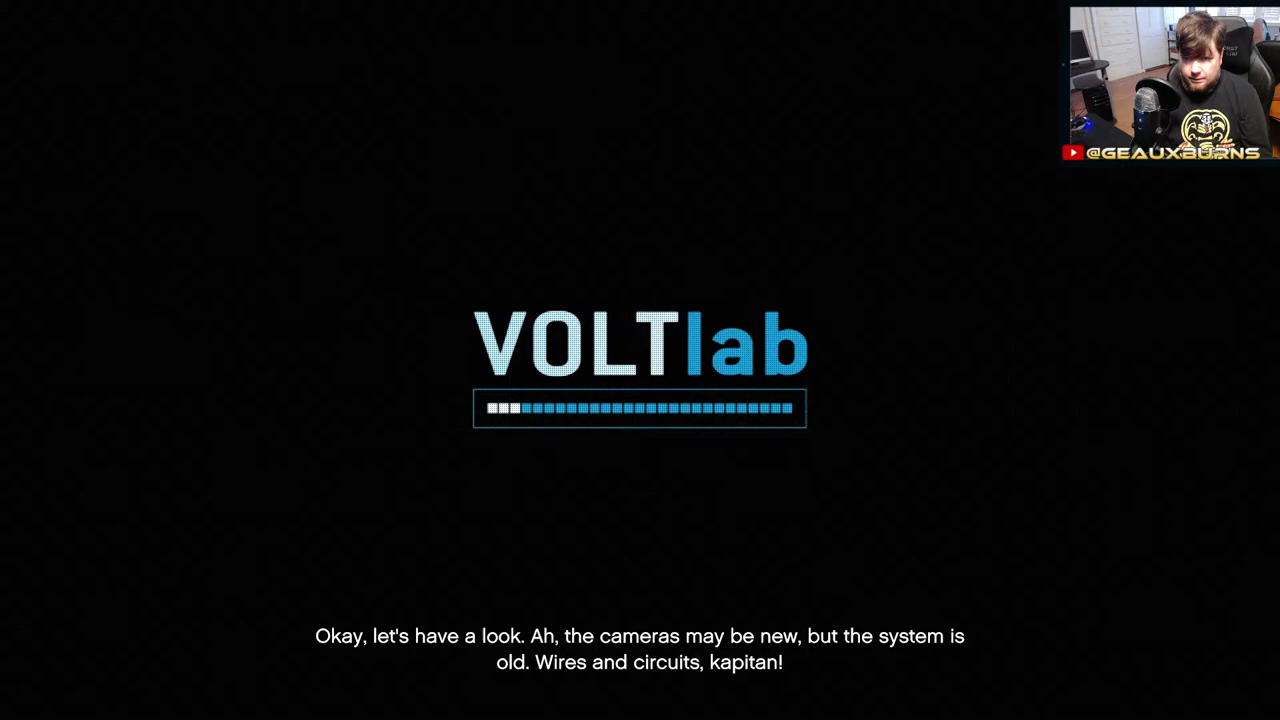 @GEAUXBURNS
VOLTlab
Okay, let's have a look. Ah, the cameras may be new, but the system is
old. Wires and circuits, kapitan!